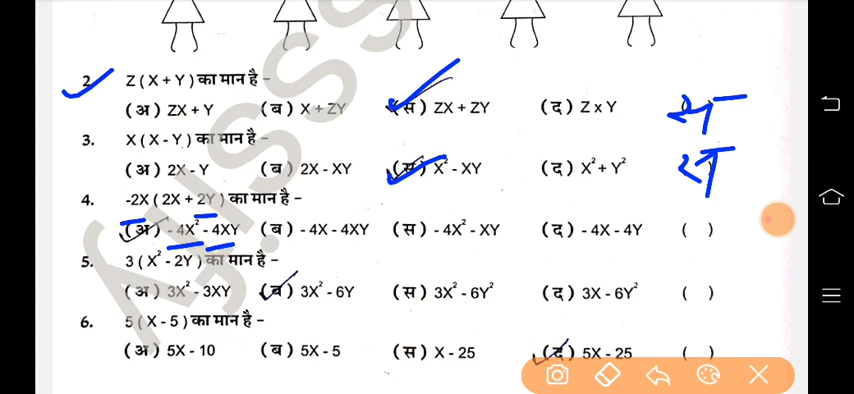 2. Z ( X + Y ) का मान है -
(अ) ZX + Y (ब) X + ZY (स) ZX + ZY (द) Z x Y ( ) स
3. X ( X - Y ) का मान है -
(अ) 2X - Y (ब) 2X - XY (स) X² - XY (द) X² + Y² ( ) स
4. -2X ( 2X + 2Y ) का मान है -
(अ) - 4X² - 4XY (ब) - 4X - 4XY (स) - 4X² - XY (द) - 4X - 4Y ( )
5. 3 ( X² - 2Y ) का मान है -
(अ) 3X² - 3XY (ब) 3X² - 6Y (स) 3X² - 6Y² (द) 3X - 6Y² ( )
6. 5 ( X - 5 ) का मान है -
(अ) 5X - 10 (ब) 5X - 5 (स) X - 25 (द) 5X - 25 ( )